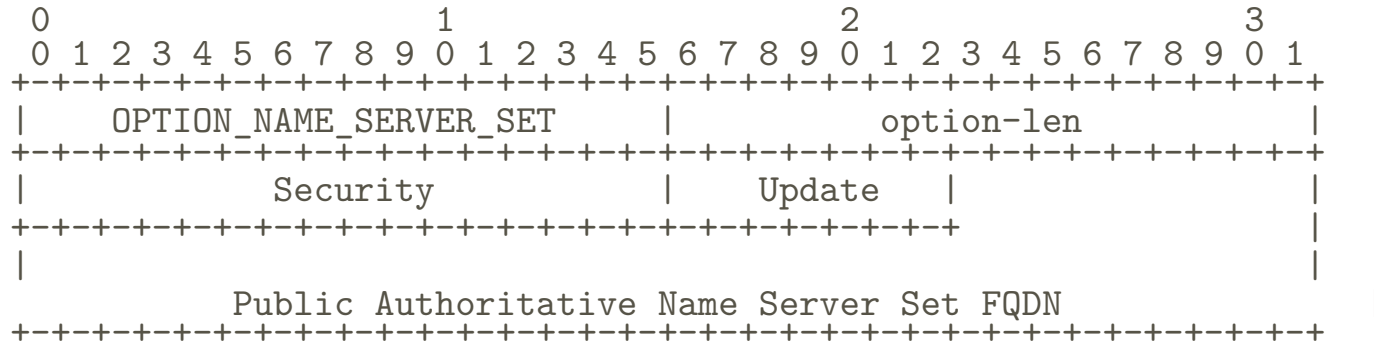 0                   1                   2                   3
0 1 2 3 4 5 6 7 8 9 0 1 2 3 4 5 6 7 8 9 0 1 2 3 4 5 6 7 8 9 0 1
+-+-+-+-+-+-+-+-+-+-+-+-+-+-+-+-+-+-+-+-+-+-+-+-+-+-+-+-+-+-+-+-+
|    OPTION_NAME_SERVER_SET     |          option-len           |
+-+-+-+-+-+-+-+-+-+-+-+-+-+-+-+-+-+-+-+-+-+-+-+-+-+-+-+-+-+-+-+-+
|            Security           |    Update   |                 |
+-+-+-+-+-+-+-+-+-+-+-+-+-+-+-+-+-+-+-+-+-+-+-+                 |
|                                                               |
Public Authoritative Name Server Set FQDN
+-+-+-+-+-+-+-+-+-+-+-+-+-+-+-+-+-+-+-+-+-+-+-+-+-+-+-+-+-+-+-+-+